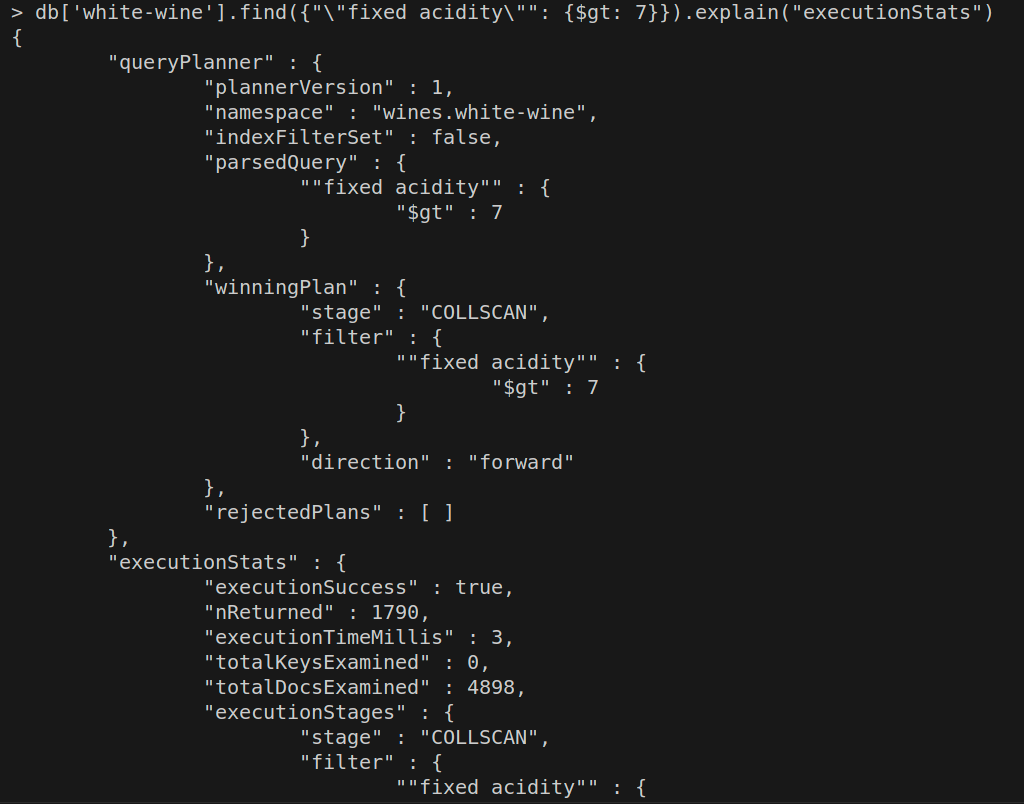 > db['white-wine'].find({"\"fixed acidity\"": {$gt: 7}}).explain("executionStats")
{
        "queryPlanner" : {
                "plannerVersion" : 1,
                "namespace" : "wines.white-wine",
                "indexFilterSet" : false,
                "parsedQuery" : {
                        ""fixed acidity"" : {
                                "$gt" : 7
                        }
                },
                "winningPlan" : {
                        "stage" : "COLLSCAN",
                        "filter" : {
                                ""fixed acidity"" : {
                                        "$gt" : 7
                                }
                        },
                        "direction" : "forward"
                },
                "rejectedPlans" : [ ]
        },
        "executionStats" : {
                "executionSuccess" : true,
                "nReturned" : 1790,
                "executionTimeMillis" : 3,
                "totalKeysExamined" : 0,
                "totalDocsExamined" : 4898,
                "executionStages" : {
                        "stage" : "COLLSCAN",
                        "filter" : {
                                ""fixed acidity"" : {